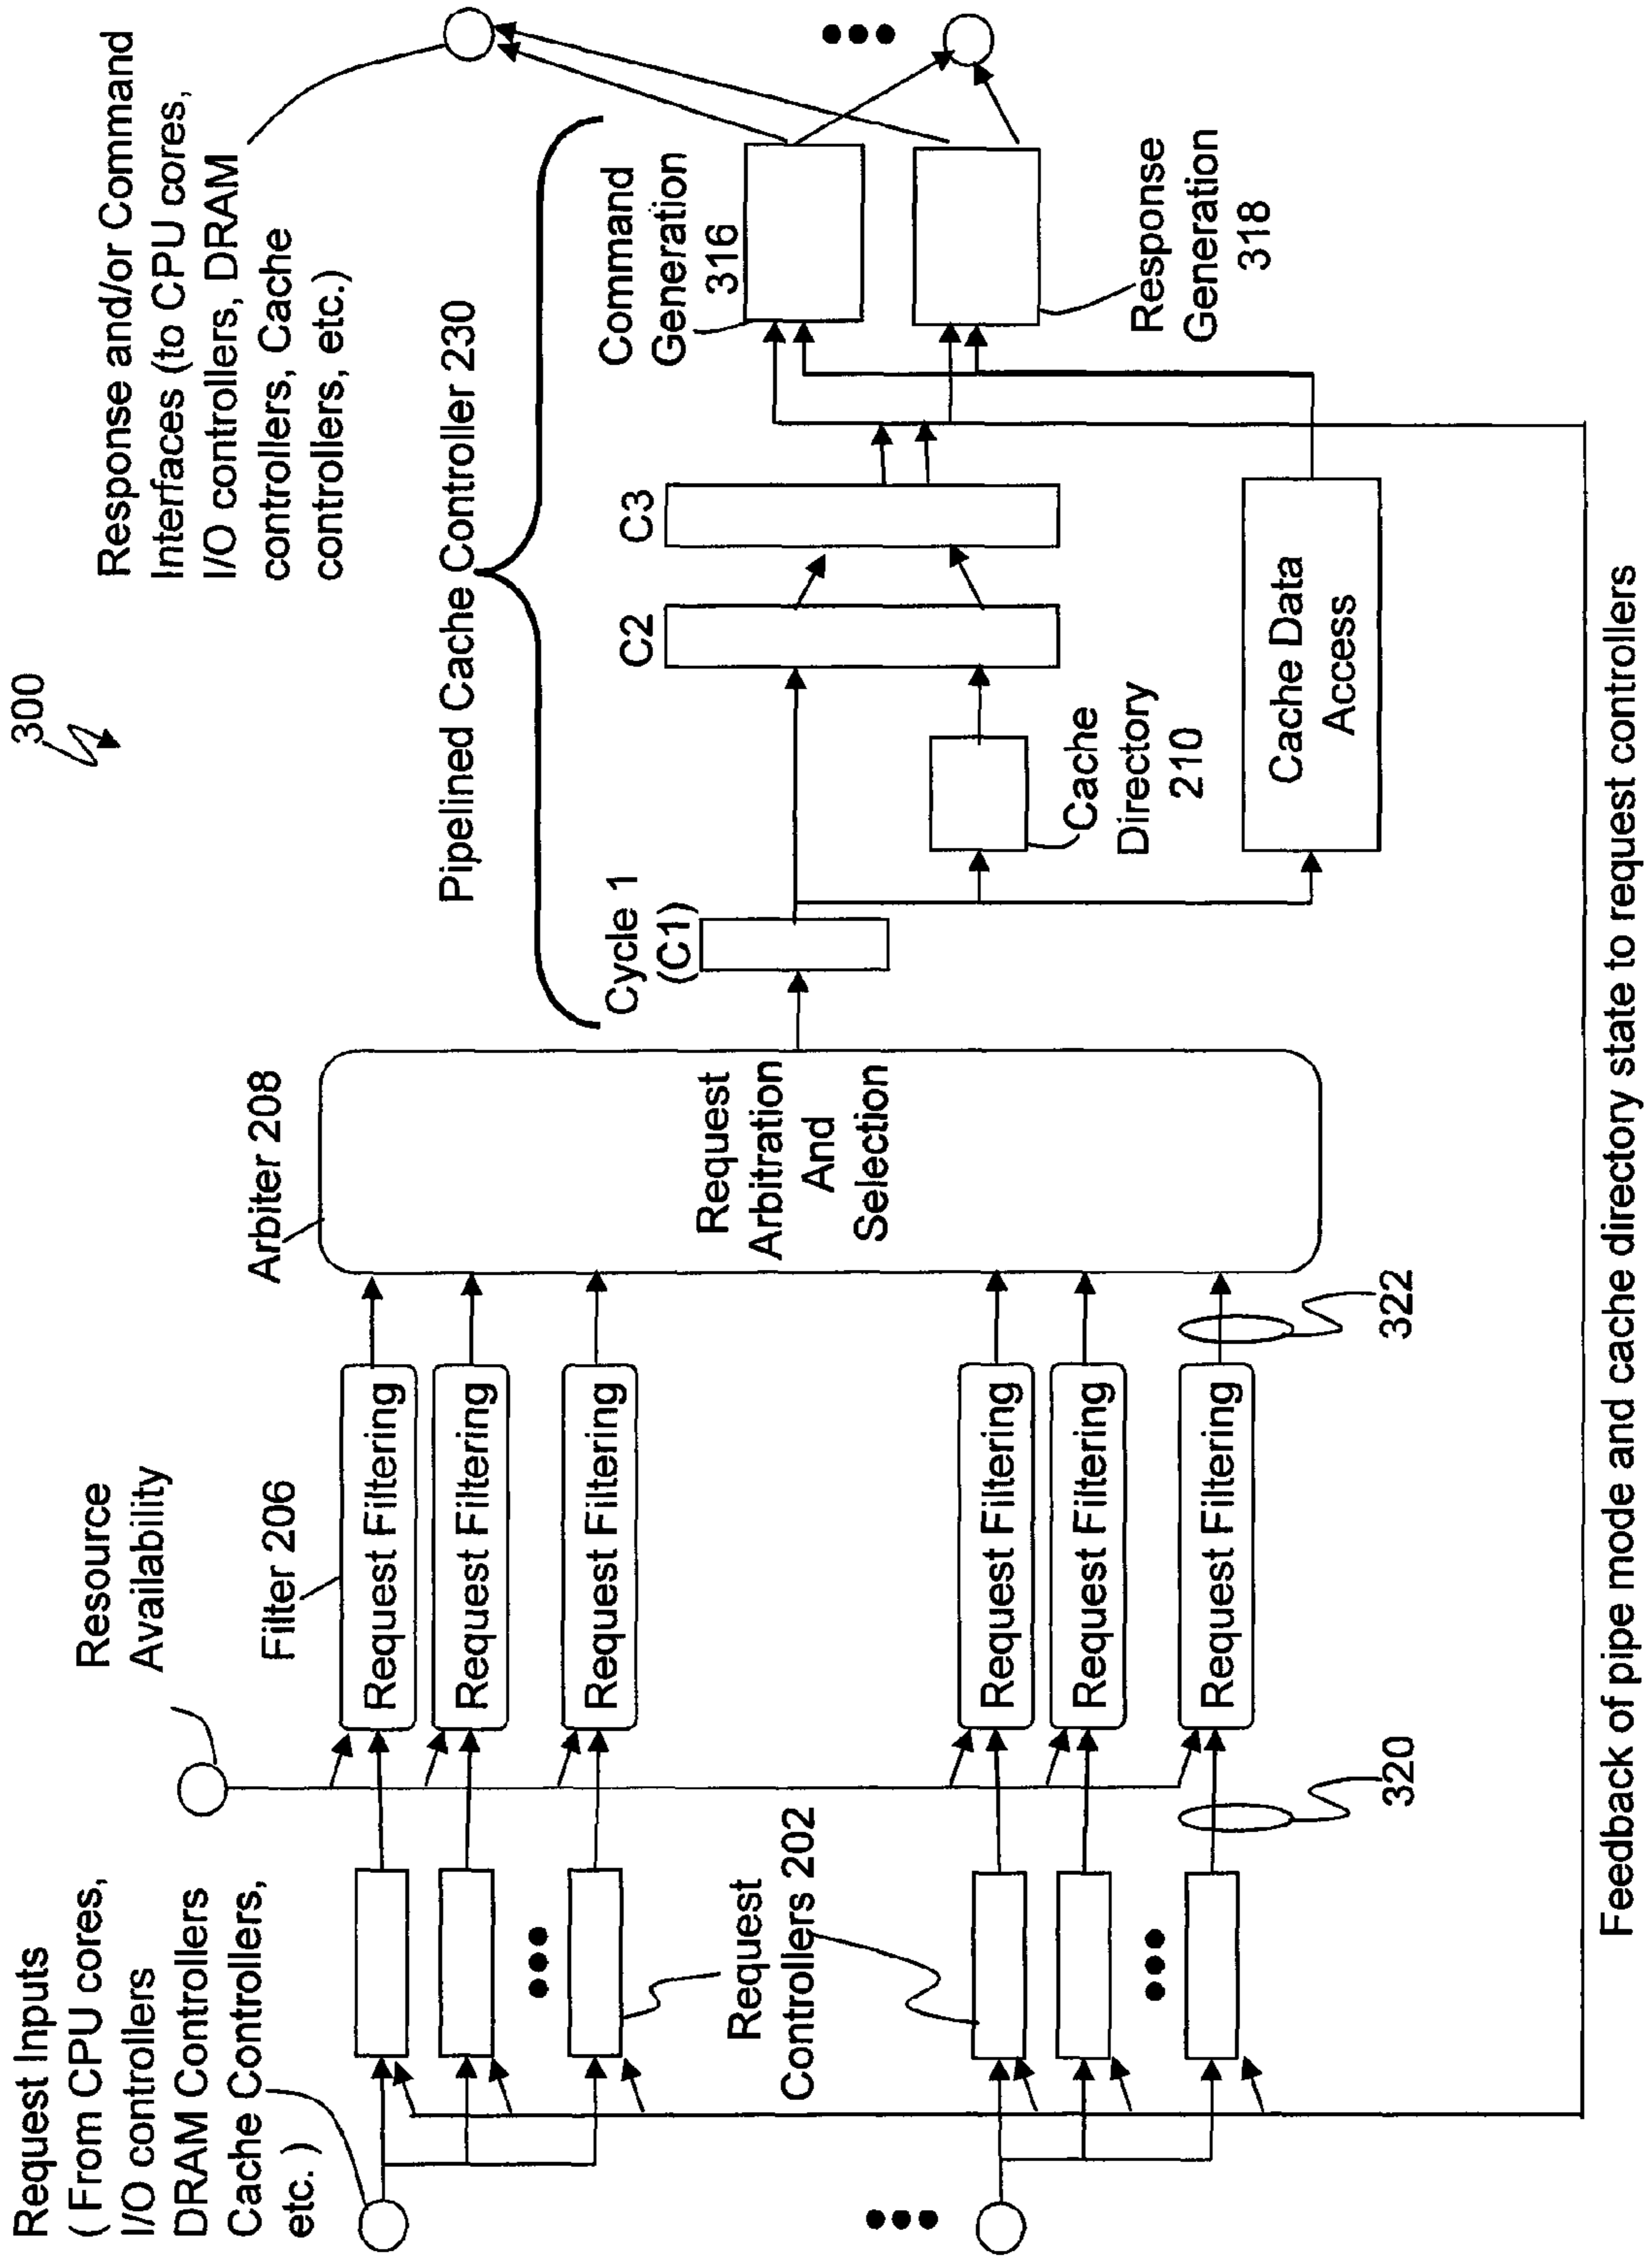 300
Request Inputs
( From CPU cores,
I/O controllers
DRAM Controllers
Cache Controllers,
etc. )
Resource
Availability
Filter 206
Request Filtering
Request Filtering
Request Filtering
Request Filtering
Request Filtering
Request Filtering
Request
Controllers 202
320
322
Arbiter 208
Request
Arbitration
And
Selection
Pipelined Cache Controller 230
Cycle 1
(C1)
C2
C3
Cache
Directory
210
Cache Data
Access
Command
Generation
316
Response
Generation
318
Response and/or Command
Interfaces (to CPU cores,
I/O controllers, DRAM
controllers, Cache
controllers, etc.)
Feedback of pipe mode and cache directory state to request controllers